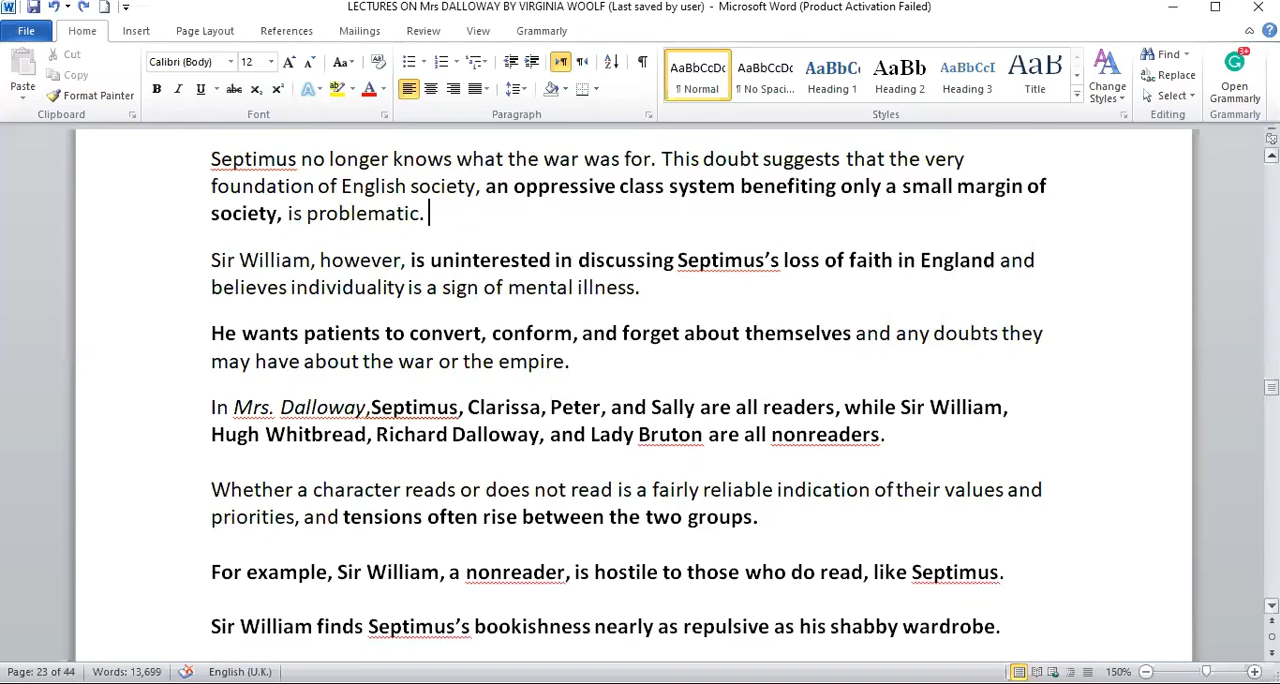 LECTURES ON Mrs DALLOWAY BY VIRGINIA WOOLF (Last saved by user) - Microsoft Word (Product Activation Failed)
File Home Insert Page Layout References Mailings Review View Grammarly
Cut
Copy
Format Painter
Paste
Clipboard
Calibri (Body) 12
Font
Paragraph
AaBbCcDc AaBbCcDc AaBbC AaBb AaBbCcI AaB
¶ Normal ¶ No Spaci... Heading 1 Heading 2 Heading 3 Title
Styles
Change
Styles
Find
Replace
Select
Editing
Open
Grammarly
Grammarly
Septimus no longer knows what the war was for. This doubt suggests that the very
foundation of English society, an oppressive class system benefiting only a small margin of
society, is problematic.
Sir William, however, is uninterested in discussing Septimus’s loss of faith in England and
believes individuality is a sign of mental illness.
He wants patients to convert, conform, and forget about themselves and any doubts they
may have about the war or the empire.
In Mrs. Dalloway,Septimus, Clarissa, Peter, and Sally are all readers, while Sir William,
Hugh Whitbread, Richard Dalloway, and Lady Bruton are all nonreaders.
Whether a character reads or does not read is a fairly reliable indication of their values and
priorities, and tensions often rise between the two groups.
For example, Sir William, a nonreader, is hostile to those who do read, like Septimus.
Sir William finds Septimus’s bookishness nearly as repulsive as his shabby wardrobe.
Page: 23 of 44 Words: 13,699 English (U.K.) 150%